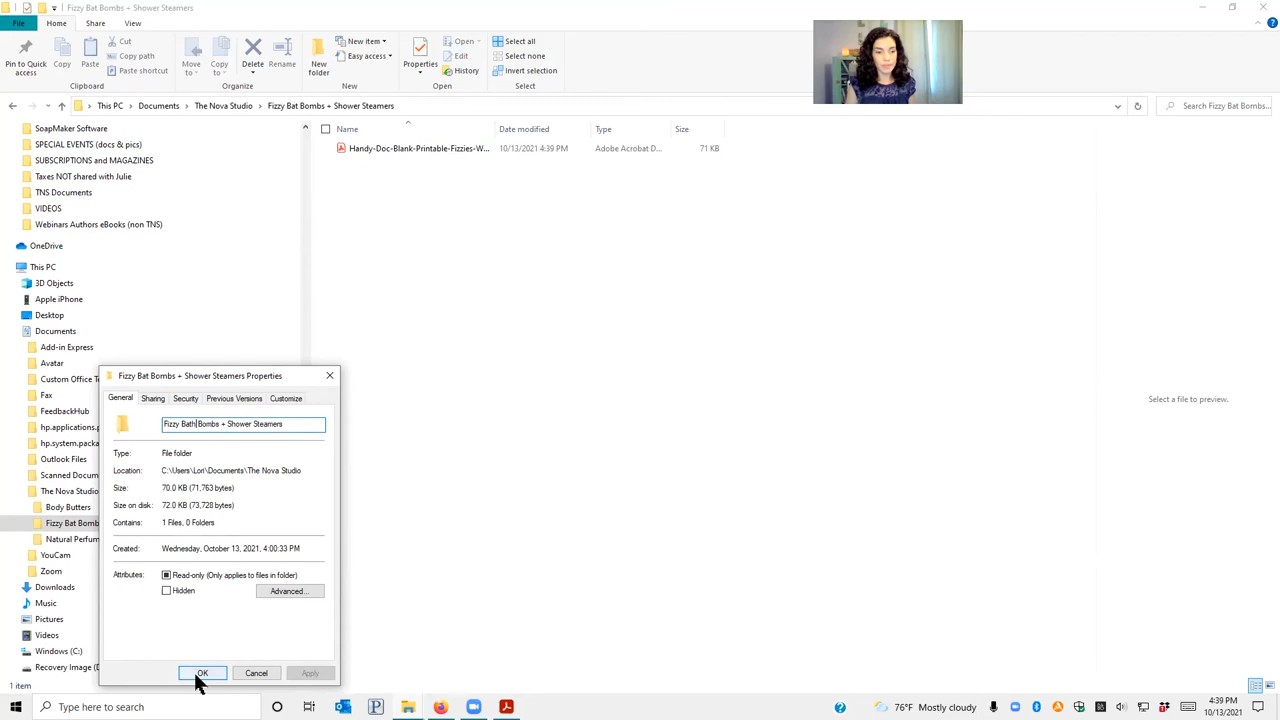 Fizzy Bat Bombs + Shower Steamers
File
Home
Share
View
Pin to Quick access
Copy
Paste
Cut
Copy path
Paste shortcut
Clipboard
Move to
Copy to
Delete
Rename
Organize
New folder
New item
Easy access
New
Properties
Open
Edit
History
Open
Select all
Select none
Invert selection
Select
This PC
Documents
The Nova Studio
Fizzy Bat Bombs + Shower Steamers
Search Fizzy Bat Bombs...
Name
Date modified
Type
Size
Handy-Doc-Blank-Printable-Fizzies-W...
10/13/2021 4:39 PM
Adobe Acrobat D...
71 KB
SoapMaker Software
SPECIAL EVENTS (docs & pics)
SUBSCRIPTIONS and MAGAZINES
Taxes NOT shared with Julie
TNS Documents
VIDEOS
Webinars Authors eBooks (non TNS)
OneDrive
This PC
3D Objects
Apple iPhone
Desktop
Documents
Add-in Express
Avatar
Custom Office T
Fax
FeedbackHub
hp.applications.
hp.system.packa
Outlook Files
Scanned Docum
The Nova Studio
Body Butters
Fizzy Bat Bomb
Natural Perfum
YouCam
Zoom
Downloads
Music
Pictures
Videos
Windows (C:)
Recovery Image (D
1 item
Select a file to preview.
Fizzy Bat Bombs + Shower Steamers Properties
General
Sharing
Security
Previous Versions
Customize
Fizzy Bath Bombs + Shower Steamers
Type: File folder
Location: C:\Users\Lori\Documents\The Nova Studio
Size: 70.0 KB (71,763 bytes)
Size on disk: 72.0 KB (73,728 bytes)
Contains: 1 Files, 0 Folders
Created: Wednesday, October 13, 2021, 4:00:33 PM
Attributes: Read-only (Only applies to files in folder)
Hidden
Advanced...
OK
Cancel
Apply
Type here to search
76°F Mostly cloudy
4:39 PM
10/13/2021